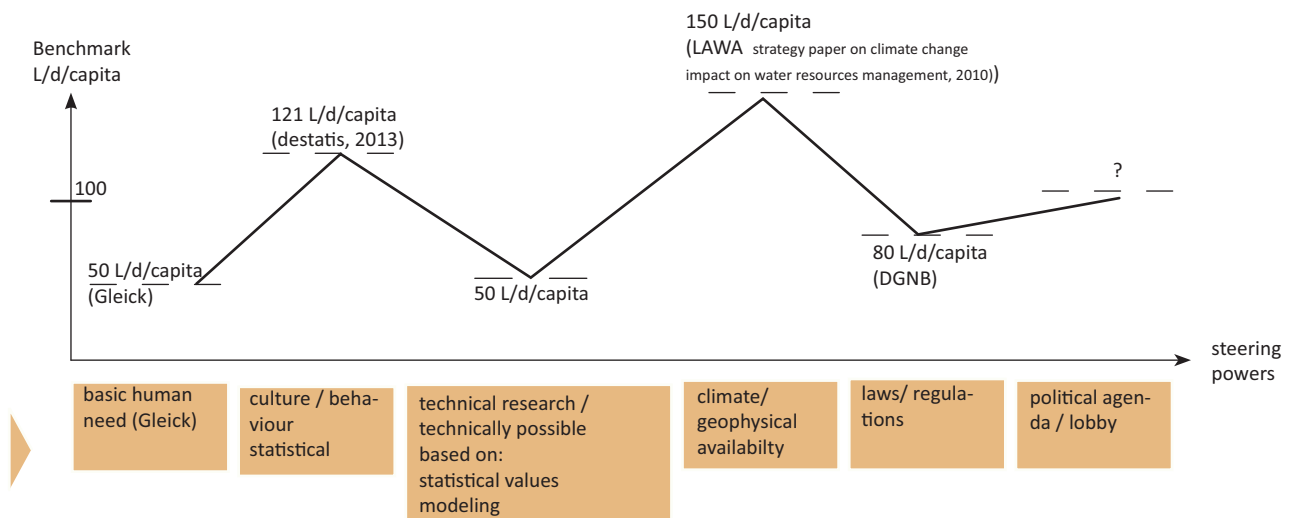 150 L/d/capita
(LAWA strategy paper on climate change
impact on water resources management, 2010))
Benchmark
L/d/capita
121 L/d/capita
(destatis, 2013)
?
100
50 L/d/capita
(Gleick)
50 L/d/capita
80 L/d/capita
(DGNB)
steering
powers
basic human
need (Gleick)
culture / beha-
viour
statistical
technical research /
technically possible
based on:
statistical values
modeling
climate/
geophysical
availabilty
laws/ regula-
tions
political agen-
da / lobby